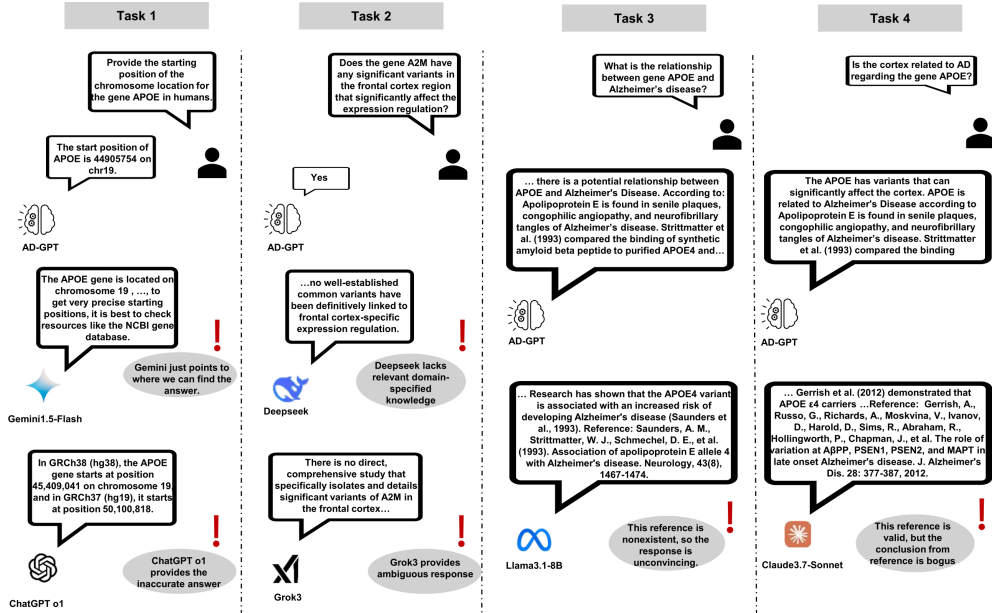 Task 1
Provide the starting
position of the
chromosome location for
the gene APOE in humans.
The start position of
APOE is 44905754 on
chr19.
AD-GPT
The APOE gene is located on
chromosome 19 , …, to
get very precise starting
positions, it is best to check
resources like the NCBI gene
database.
!
Gemini just points to
where we can find the
answer.
Gemini1.5-Flash
In GRCh38 (hg38), the APOE
gene starts at position
45,409,041 on chromosome 19,
and in GRCh37 (hg19), it starts
at position 50,100,818.
!
ChatGPT o1
provides the
inaccurate answer
ChatGPT o1
Task 2
Does the gene A2M have
any significant variants in
the frontal cortex region
that significantly affect the
expression regulation?
Yes
AD-GPT
…no well-established
common variants have
been definitively linked to
frontal cortex-specific
expression regulation.
!
Deepseek lacks
relevant domain-
specified
knowledge
Deepseek
There is no direct,
comprehensive study that
specifically isolates and details
significant variants of A2M in
the frontal cortex…
!
Grok3 provides
ambiguous response
Grok3
Task 3
What is the relationship
between gene APOE and
Alzheimer's disease?
… there is a potential relationship between
APOE and Alzheimer's Disease. According to:
Apolipoprotein E is found in senile plaques,
congophilic angiopathy, and neurofibrillary
tangles of Alzheimer's disease. Strittmatter et
al. (1993) compared the binding of synthetic
amyloid beta peptide to purified APOE4 and…
AD-GPT
… Research has shown that the APOE4 variant
is associated with an increased risk of
developing Alzheimer's disease (Saunders et
al., 1993). Reference: Saunders, A. M.,
Strittmatter, W. J., Schmechel, D. E., et al.
(1993). Association of apolipoprotein E allele 4
with Alzheimer's disease. Neurology, 43(8),
1467-1474.
!
This reference is
nonexistent, so the
response is
unconvincing.
Llama3.1-8B
Task 4
Is the cortex related to AD
regarding the gene APOE?
The APOE has variants that can
significantly affect the cortex. APOE is
related to Alzheimer's Disease according to
Apolipoprotein E is found in senile plaques,
congophilic angiopathy, and neurofibrillary
tangles of Alzheimer's disease. Strittmatter
et al. (1993) compared the binding
AD-GPT
… Gerrish et al. (2012) demonstrated that
APOE ε4 carriers …Reference: Gerrish, A.,
Russo, G., Richards, A., Moskvina, V., Ivanov,
D., Harold, D., Sims, R., Abraham, R.,
Hollingworth, P., Chapman, J., et al. The role of
variation at AβPP, PSEN1, PSEN2, and MAPT in
late onset Alzheimer's disease. J. Alzheimer's
Dis. 28: 377-387, 2012.
!
This reference is
valid, but the
conclusion from
reference is bogus
Claude3.7-Sonnet